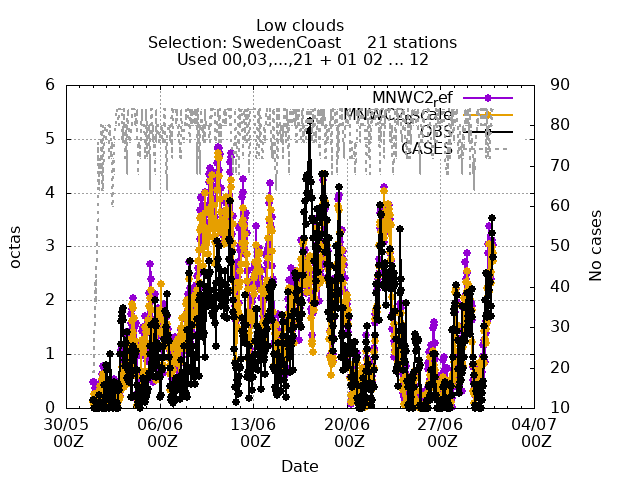 Low clouds
Selection: SwedenCoast 21 stations
Used 00,03,...,21 + 01 02 ... 12
MNWC2ref
MNWC2pscale
OBS
CASES
octas
No cases
6
5
4
3
2
1
0
90
80
70
60
50
40
30
20
10
30/05 06/06 13/06 20/06 27/06 04/07
00Z 00Z 00Z 00Z 00Z 00Z
Date